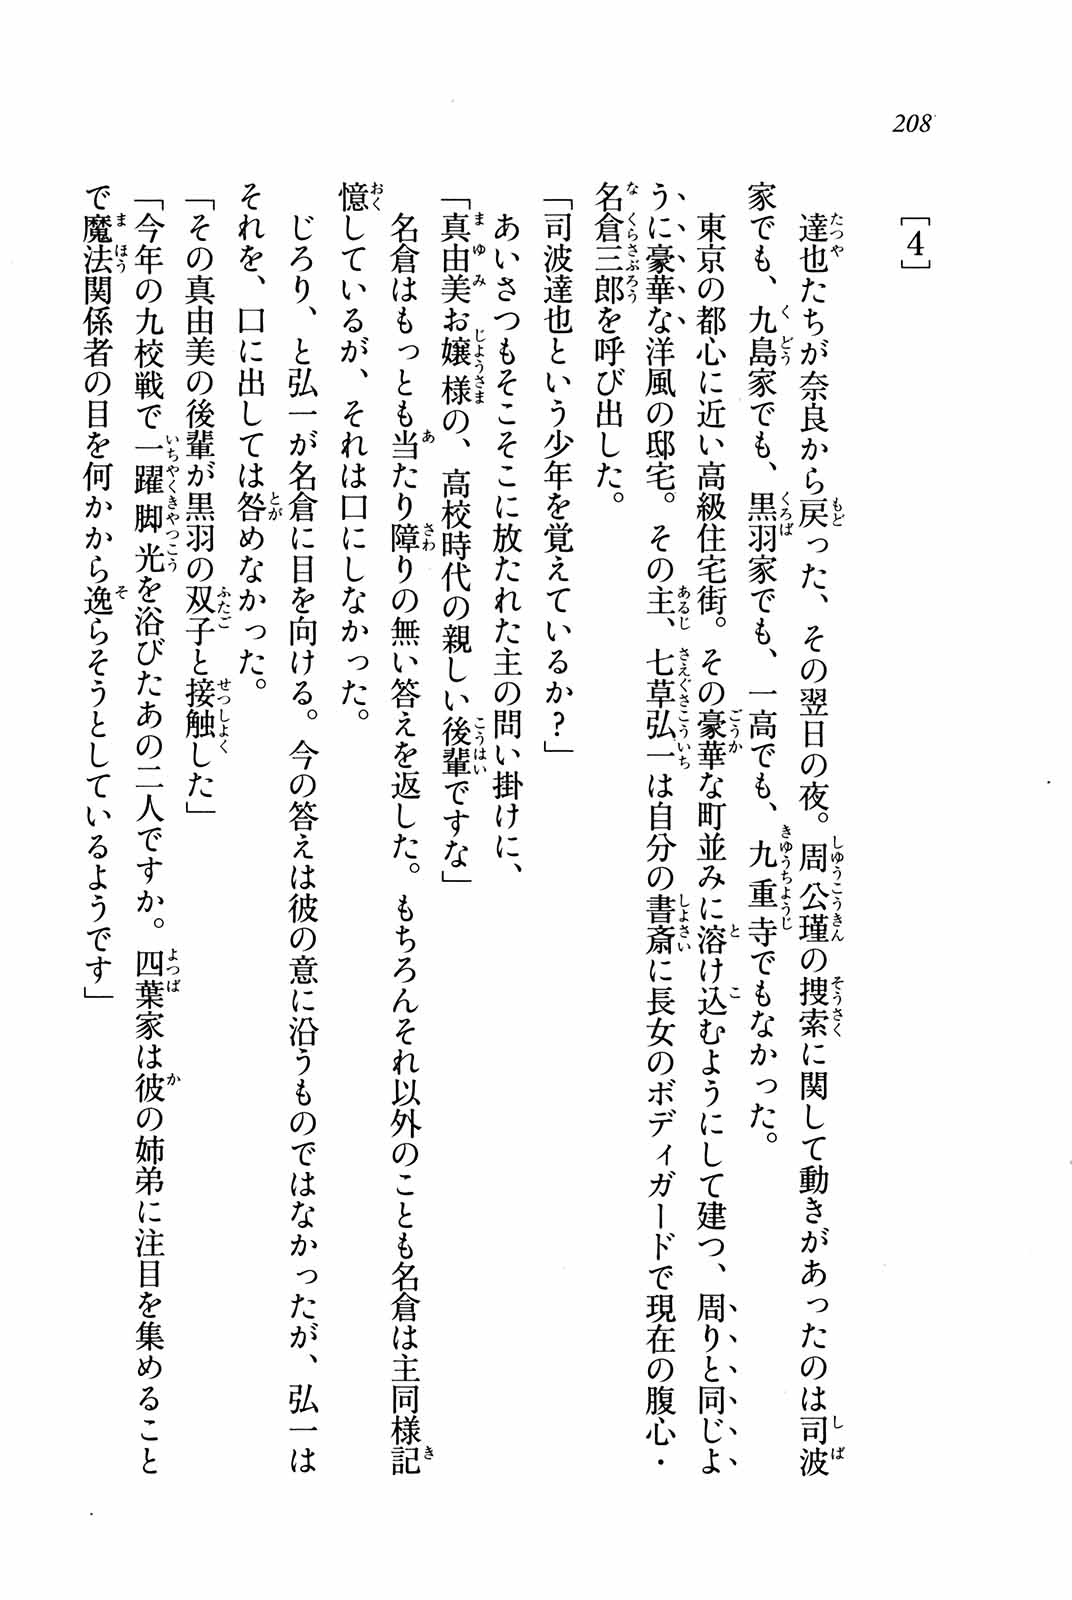 208
[4]
達也たちが奈良から戻った、その翌日の夜。周公瑾の捜索に関して動きがあったのは司波
家でも、九島家でも、黒羽家でも、一高でも、九重寺でもなかった。
東京の都心に近い高級住宅街。その豪華な町並みに溶け込むようにして建つ、周りと同じよ
うに豪華な洋風の邸宅。その主、七草弘一は自分の書斎に長女のボディガードで現在の腹心・
名倉三郎を呼び出した。
「司波達也という少年を覚えているか?」
あいさつもそこそこに放たれた主の問い掛けに、
「真由美お嬢様の、高校時代の親しい後輩ですな」
名倉はもっとも当たり障りの無い答えを返した。もちろんそれ以外のことも名倉は主同様記
憶しているが、それは口にしなかった。
じろり、と弘一が名倉に目を向ける。今の答えは彼の意に沿うものではなかったが、弘一は
それを、口に出しては咎めなかった。
「その真由美の後輩が黒羽の双子と接触した」
「今年の九校戦で一躍脚光を浴びたあの二人ですか。四葉家は彼の姉弟に注目を集めること
で魔法関係者の目を何かから逸らそうとしているようです」